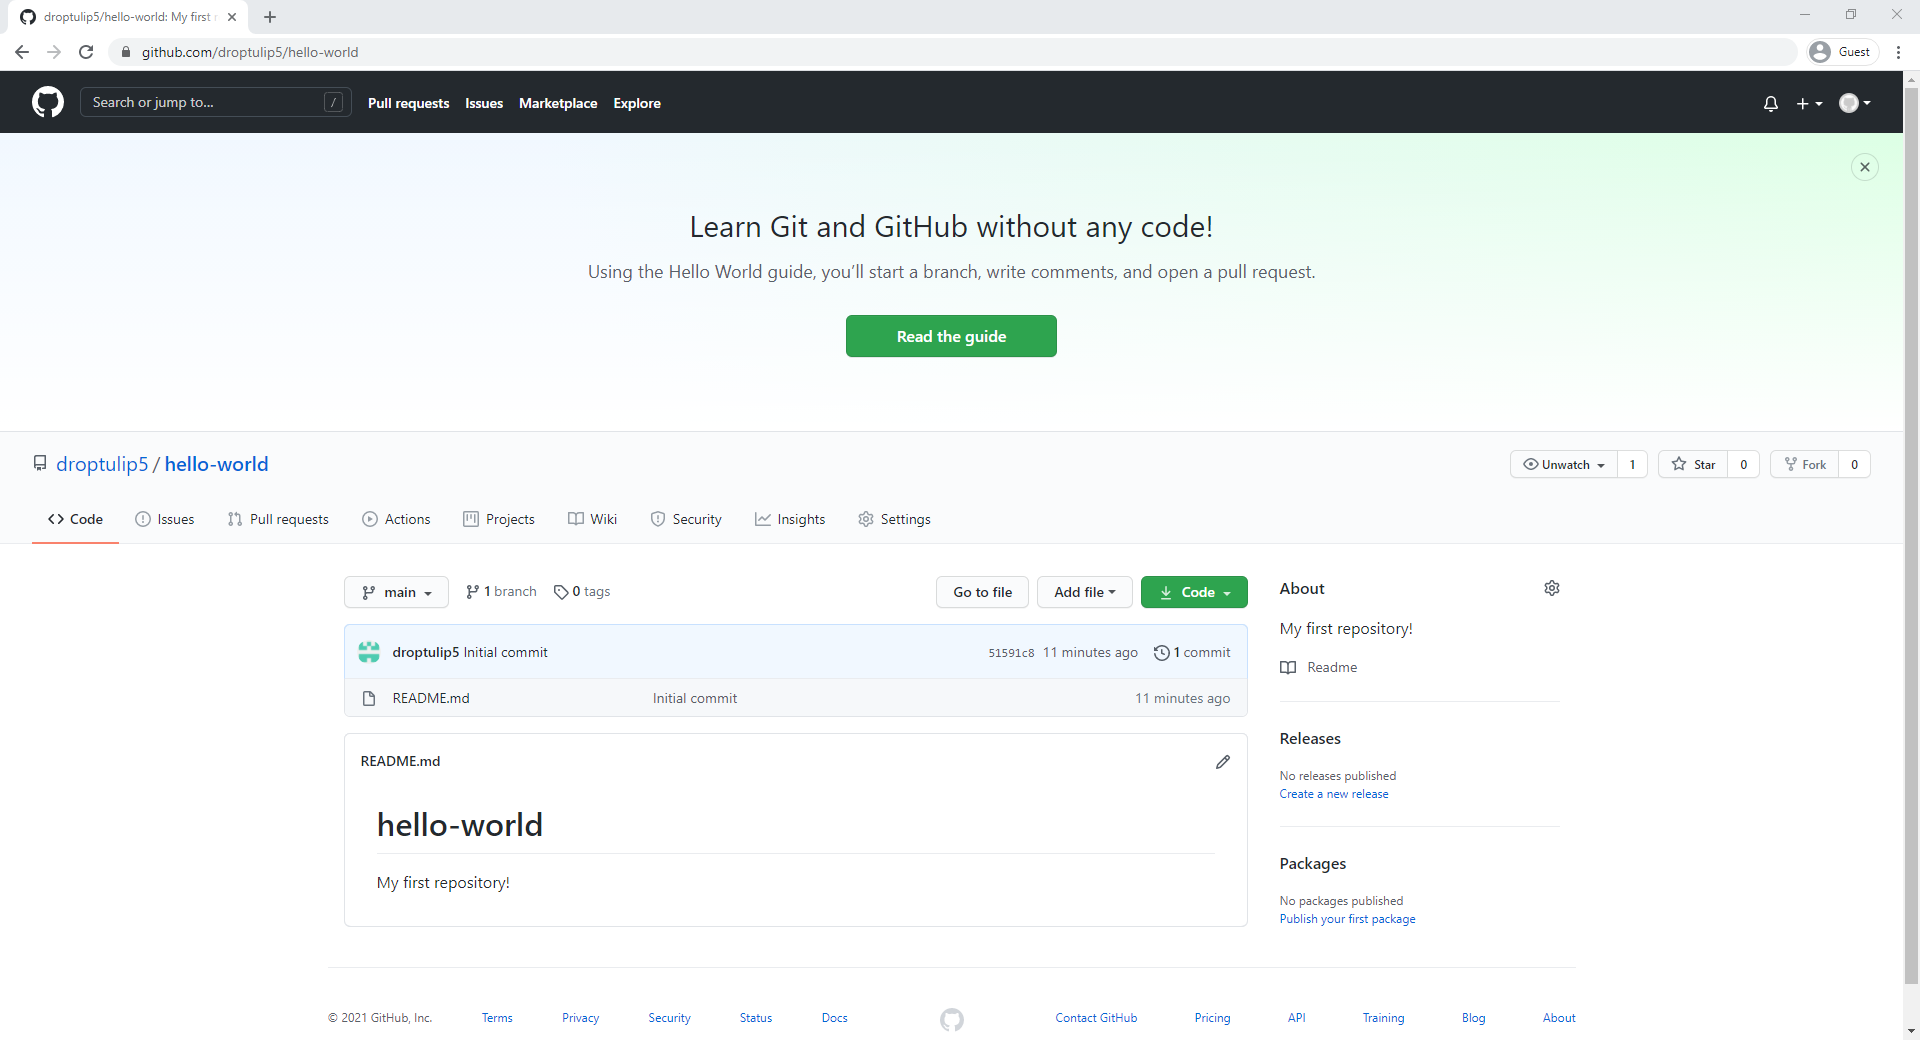 droptulip5/hello-world: My first r
github.com/droptulip5/hello-world
Guest
Search or jump to... /
Pull requests Issues Marketplace Explore
Learn Git and GitHub without any code!
Using the Hello World guide, you’ll start a branch, write comments, and open a pull request.
Read the guide
droptulip5 / hello-world
Unwatch 1 Star 0 Fork 0
Code Issues Pull requests Actions Projects Wiki Security Insights Settings
main 1 branch 0 tags Go to file Add file Code
droptulip5 Initial commit 51591c8 11 minutes ago 1 commit
README.md Initial commit 11 minutes ago
README.md
hello-world
My first repository!
About
My first repository!
Readme
Releases
No releases published
Create a new release
Packages
No packages published
Publish your first package
© 2021 GitHub, Inc. Terms Privacy Security Status Docs Contact GitHub Pricing API Training Blog About